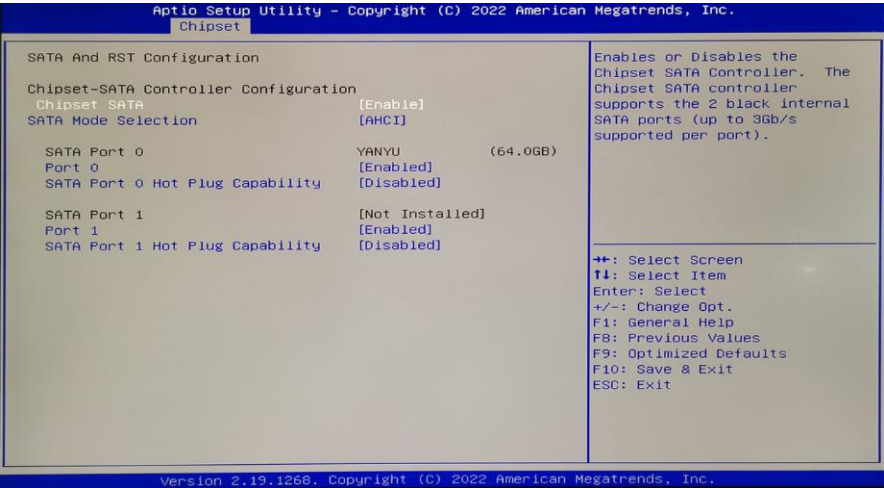 Aptio Setup Utility – Copyright (C) 2022 American Megatrends, Inc.
Chipset
SATA And RST Configuration
Chipset-SATA Controller Configuration
Chipset SATA [Enable]
SATA Mode Selection [AHCI]
SATA Port 0 YANYU (64.0GB)
Port 0 [Enabled]
SATA Port 0 Hot Plug Capability [Disabled]
SATA Port 1 [Not Installed]
Port 1 [Enabled]
SATA Port 1 Hot Plug Capability [Disabled]
Enables or Disables the
Chipset SATA Controller. The
Chipset SATA controller
supports the 2 black internal
SATA ports (up to 3Gb/s
supported per port).
→←: Select Screen
↑↓: Select Item
Enter: Select
+/-: Change Opt.
F1: General Help
F8: Previous Values
F9: Optimized Defaults
F10: Save & Exit
ESC: Exit
Version 2.19.1268. Copyright (C) 2022 American Megatrends, Inc.